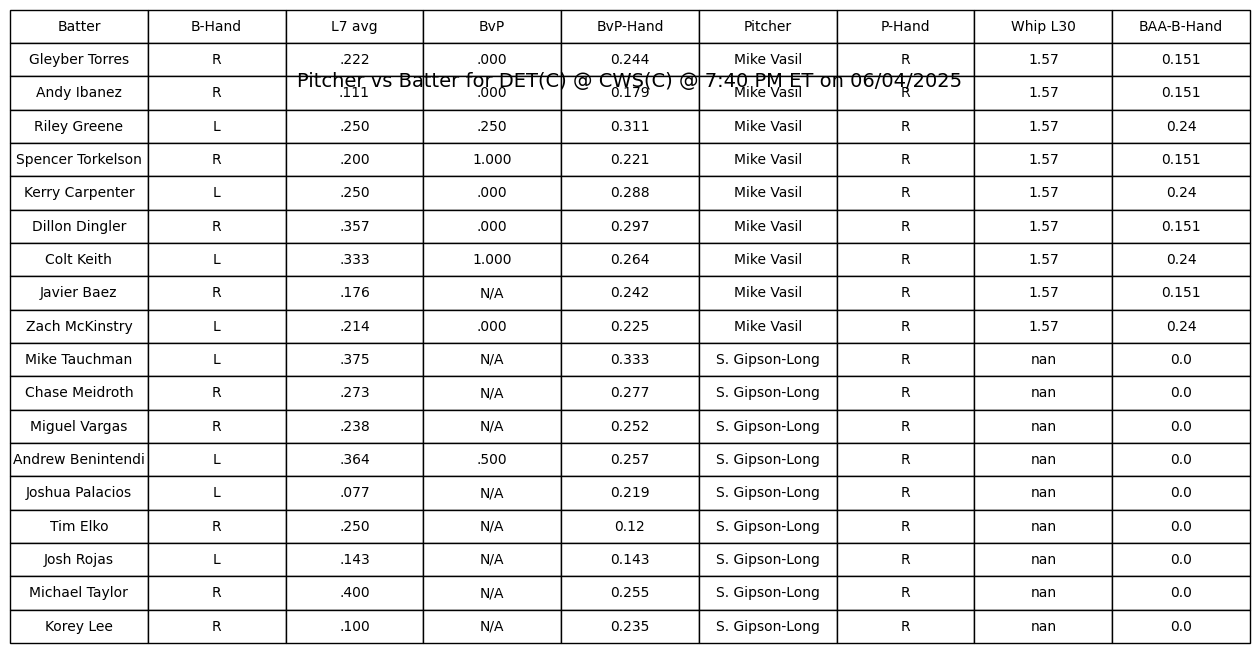 Batter B-Hand L7 avg BvP BvP-Hand Pitcher P-Hand Whip L30 BAA-B-Hand
Gleyber Torres R .222 .000 0.244 Mike Vasil R 1.57 0.151
Pitcher vs Batter for DET(C) @ CWS(C) @ 7:40 PM ET on 06/04/2025
Andy Ibanez R .111 .000 0.179 Mike Vasil R 1.57 0.151
Riley Greene L .250 .250 0.311 Mike Vasil R 1.57 0.24
Spencer Torkelson R .200 1.000 0.221 Mike Vasil R 1.57 0.151
Kerry Carpenter L .250 .000 0.288 Mike Vasil R 1.57 0.24
Dillon Dingler R .357 .000 0.297 Mike Vasil R 1.57 0.151
Colt Keith L .333 1.000 0.264 Mike Vasil R 1.57 0.24
Javier Baez R .176 N/A 0.242 Mike Vasil R 1.57 0.151
Zach McKinstry L .214 .000 0.225 Mike Vasil R 1.57 0.24
Mike Tauchman L .375 N/A 0.333 S. Gipson-Long R nan 0.0
Chase Meidroth R .273 N/A 0.277 S. Gipson-Long R nan 0.0
Miguel Vargas R .238 N/A 0.252 S. Gipson-Long R nan 0.0
Andrew Benintendi L .364 .500 0.257 S. Gipson-Long R nan 0.0
Joshua Palacios L .077 N/A 0.219 S. Gipson-Long R nan 0.0
Tim Elko R .250 N/A 0.12 S. Gipson-Long R nan 0.0
Josh Rojas L .143 N/A 0.143 S. Gipson-Long R nan 0.0
Michael Taylor R .400 N/A 0.255 S. Gipson-Long R nan 0.0
Korey Lee R .100 N/A 0.235 S. Gipson-Long R nan 0.0